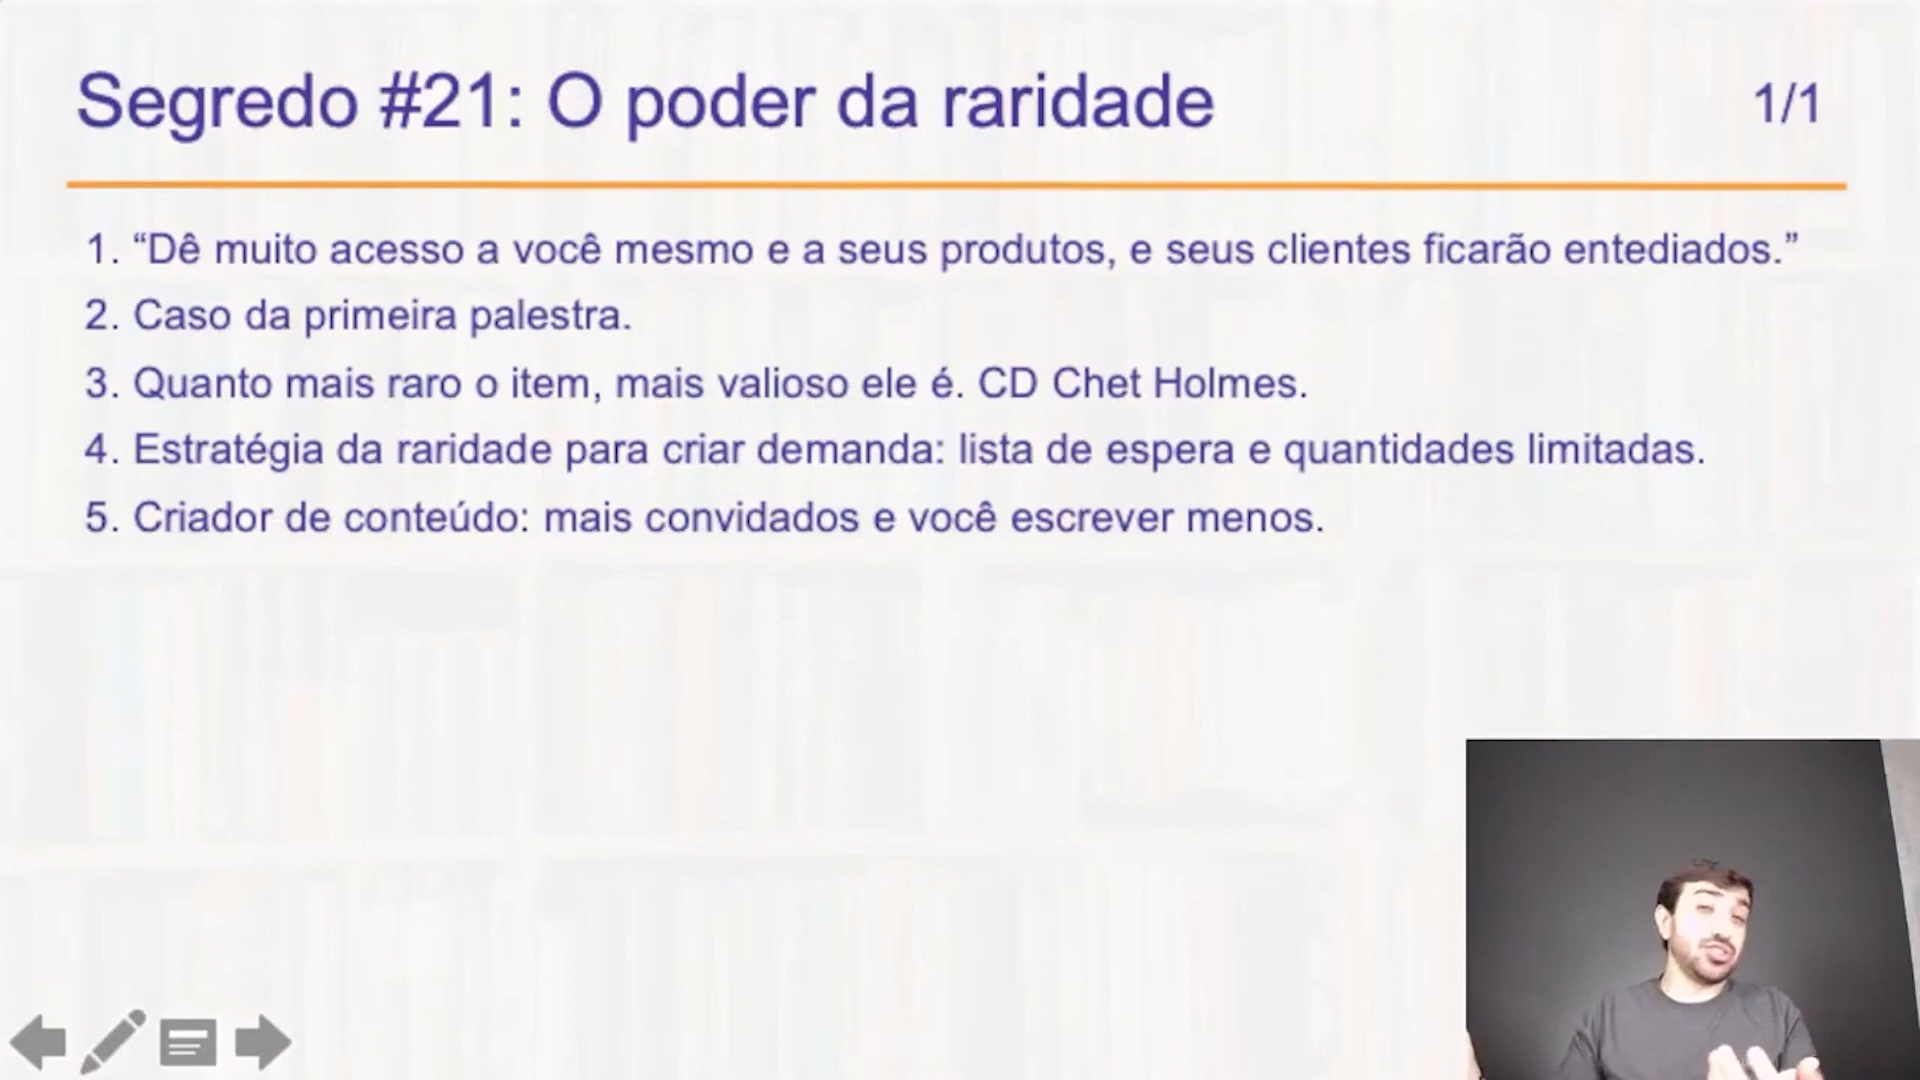 Segredo #21: O poder da raridade
1/1
1. “Dê muito acesso a você mesmo e a seus produtos, e seus clientes ficarão entediados.”
2. Caso da primeira palestra.
3. Quanto mais raro o item, mais valioso ele é. CD Chet Holmes.
4. Estratégia da raridade para criar demanda: lista de espera e quantidades limitadas.
5. Criador de conteúdo: mais convidados e você escrever menos.